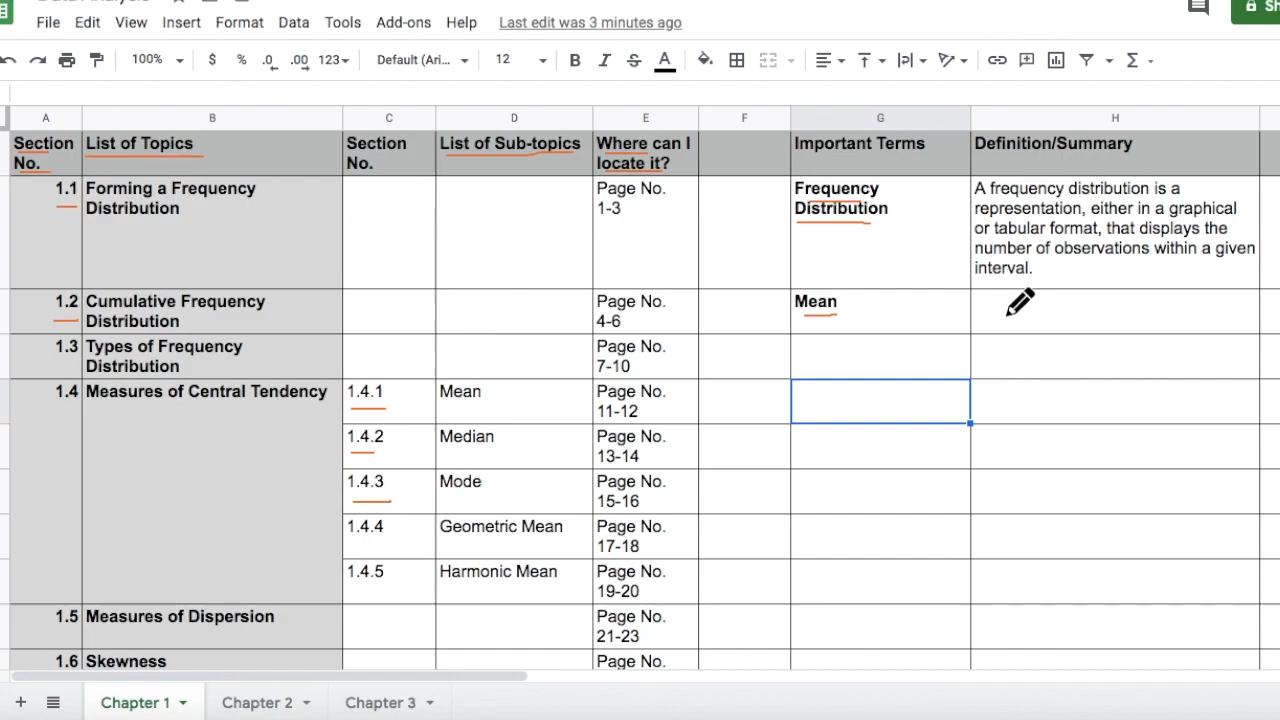 File Edit View Insert Format Data Tools Add-ons Help Last edit was 3 minutes ago
100% $ % .0 .00 123 Default (Ari... 12 B I S A
A B C D E F G H
Section No. List of Topics Section No. List of Sub-topics Where can I locate it? Important Terms Definition/Summary
1.1 Forming a Frequency Distribution Page No. 1-3 Frequency Distribution A frequency distribution is a representation, either in a graphical or tabular format, that displays the number of observations within a given interval.
1.2 Cumulative Frequency Distribution Page No. 4-6 Mean
1.3 Types of Frequency Distribution Page No. 7-10
1.4 Measures of Central Tendency 1.4.1 Mean Page No. 11-12
1.4.2 Median Page No. 13-14
1.4.3 Mode Page No. 15-16
1.4.4 Geometric Mean Page No. 17-18
1.4.5 Harmonic Mean Page No. 19-20
1.5 Measures of Dispersion Page No. 21-23
1.6 Skewness Page No.
+ Chapter 1 Chapter 2 Chapter 3